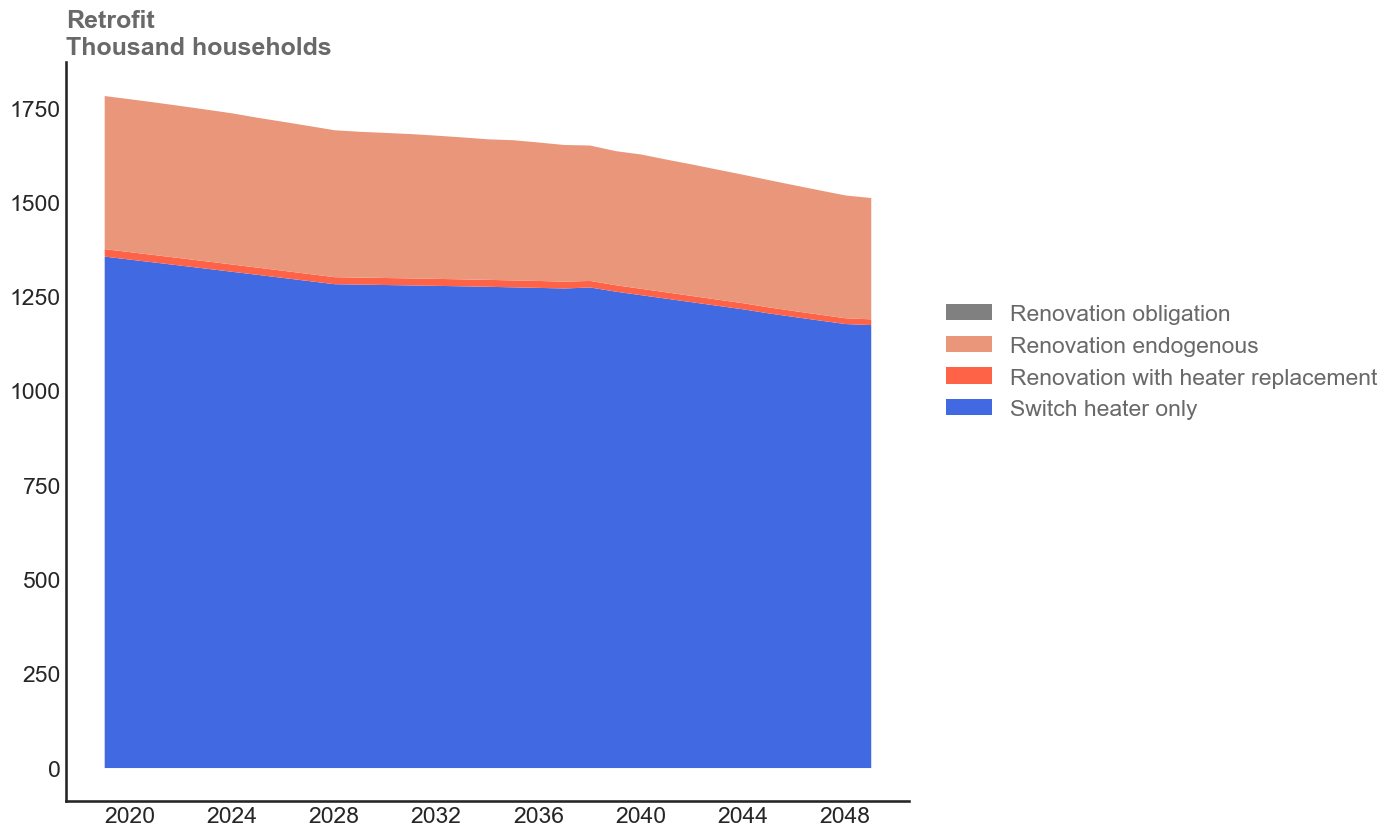 Retrofit
Thousand households
1750
1500
1250
1000
750
500
250
0
2020 2024 2028 2032 2036 2040 2044 2048
Renovation obligation
Renovation endogenous
Renovation with heater replacement
Switch heater only